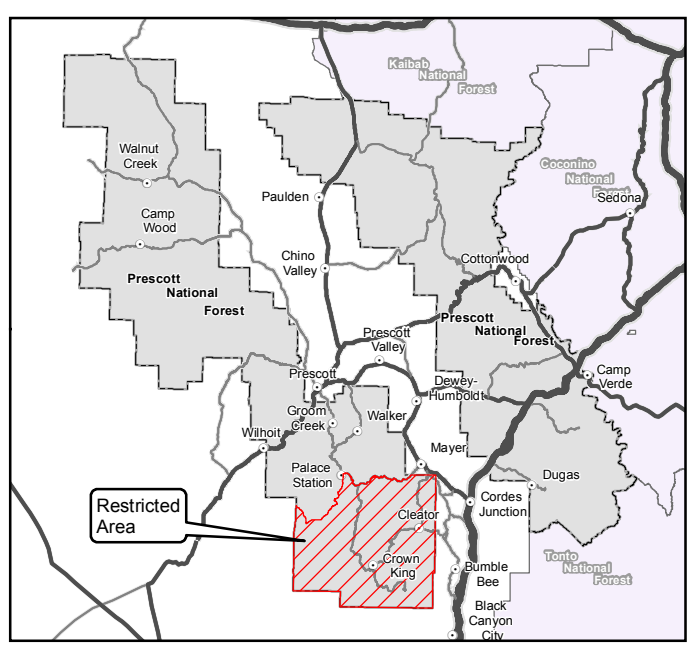 Kaibab
National
Forest
Walnut
Creek
Coconino
National
Forest
Sedona
Paulden
Camp
Wood
Chino
Valley
Cottonwood
Prescott
National
Forest
Prescott
National
Forest
Prescott
Valley
Prescott
Camp
Verde
Dewey-
Humboldt
Groom
Creek
Walker
Wilhoit
Mayer
Palace
Station
Dugas
Restricted
Area
Cordes
Junction
Cleator
Crown
King
Bumble
Bee
Tonto
National
Forest
Black
Canyon
City